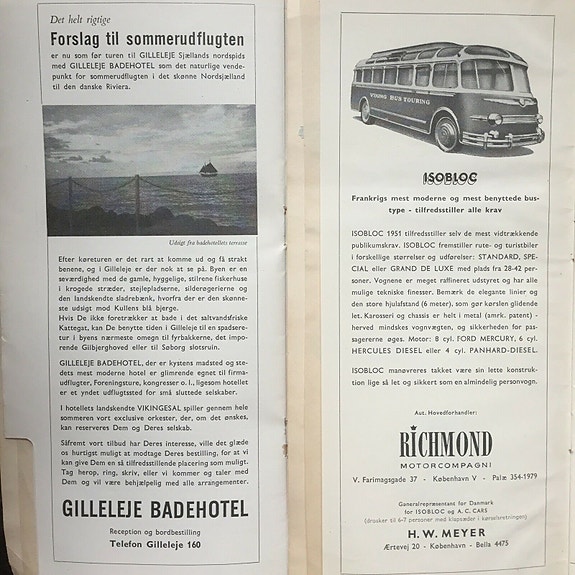 Det helt rigtige
Forslag til sommerudflugten
er nu som før turen til GILLELEJE Sjællands nordspids
med GILLELEJE BADEHOTEL som det naturlige vende-
punkt for sommerudflugten i det skønne Nordsjælland
til den danske Riviera.
Udsigt fra badehotellets terrasse
Efter køreturen er det rart at komme ud og få strakt
benene, og i Gilleleje er der nok at se på. Byen er en
seværdighed med de gamle, hyggelige, stilrene fiskerhuse
i krogede stræder, stejlepladserne, silderøgerierne og
den landskendte sladrebænk, hvorfra der er den skønne-
ste udsigt mod Kullens blå bjerge.
Hvis De ikke foretrækker at bade i det saltvandsfriske
Kattegat, kan De benytte tiden i Gilleleje til en spadsere-
tur i byens nærmeste omegn til fyrbakkerne, det impo-
rende Gilbjerghoved eller til Søborg slotsruin.
GILLELEJE BADEHOTEL, der er kystens madsted og ste-
dets mest moderne hotel er glimrende egnet til firma-
udflugter, Foreningsture, kongresser o. l., ligesom hotellet
er et yndet udflugtssted for små sluttede selskaber.
I hotellets landskendte VIKINGESAL spiller gennem hele
sommeren vort exclusive orkester, der, om det ønskes,
kan reserveres Dem og Deres selskab.
Såfremt vort tilbud har Deres interesse, ville det glæde
os hurtigst muligt at modtage Deres bestilling, for at vi
kan give Dem en så tilfredsstillende placering som muligt.
Tag herop, ring, skriv, eller vi kommer og taler med
Dem og vil være behjælpelig med alle arrangementer.
GILLELEJE BADEHOTEL
Reception og bordbestilling
Telefon Gilleleje 160
VIKING BUS TOURING
ISOBLOC
Frankrigs mest moderne og mest benyttede bus-
type - tilfredsstiller alle krav
ISOBLOC 1951 tilfredsstiller selv de mest vidtrækkende
publikumskrav. ISOBLOC fremstiller rute- og turistbiler
i forskellige størrelser og udførelser: STANDARD, SPE-
CIAL eller GRAND DE LUXE med plads fra 28-42 per-
soner. Vognene er meget raffineret udstyret og har alle
mulige tekniske finesser. Bemærk de elegante linier og
den store hjulafstand (6 meter), som gør kørslen glidende
let. Karosseri og chassis er helt i metal (amrk. patent) -
herved mindskes vognvægten, og sikkerheden for pas-
sagererne øges. Motor: 8 cyl. FORD MERCURY, 6 cyl.
HERCULES DIESEL eller 4 cyl. PANHARD-DIESEL.
ISOBLOC manøvreres takket være sin lette konstruk-
tion lige så let og sikkert som en almindelig personvogn.
Aut. Hovedforhandler:
RICHMOND
MOTORCOMPAGNI
V. Farimagsgade 37 - København V - Palæ 354-1979
Generalrepræsentans for Danmark
for ISOBLOC og A. C. CARS
(drosker til 6-7 personer med klapsæder i kørselsretningen)
H. W. MEYER
Ærtevej 20 - København - Bella 4475